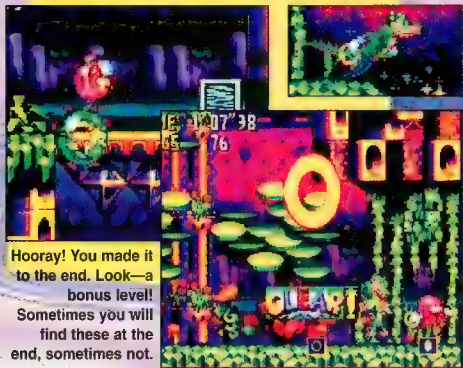 07"38
76
Hooray! You made it
to the end. Look—a
bonus level!
Sometimes you will
find these at the
end, sometimes not.